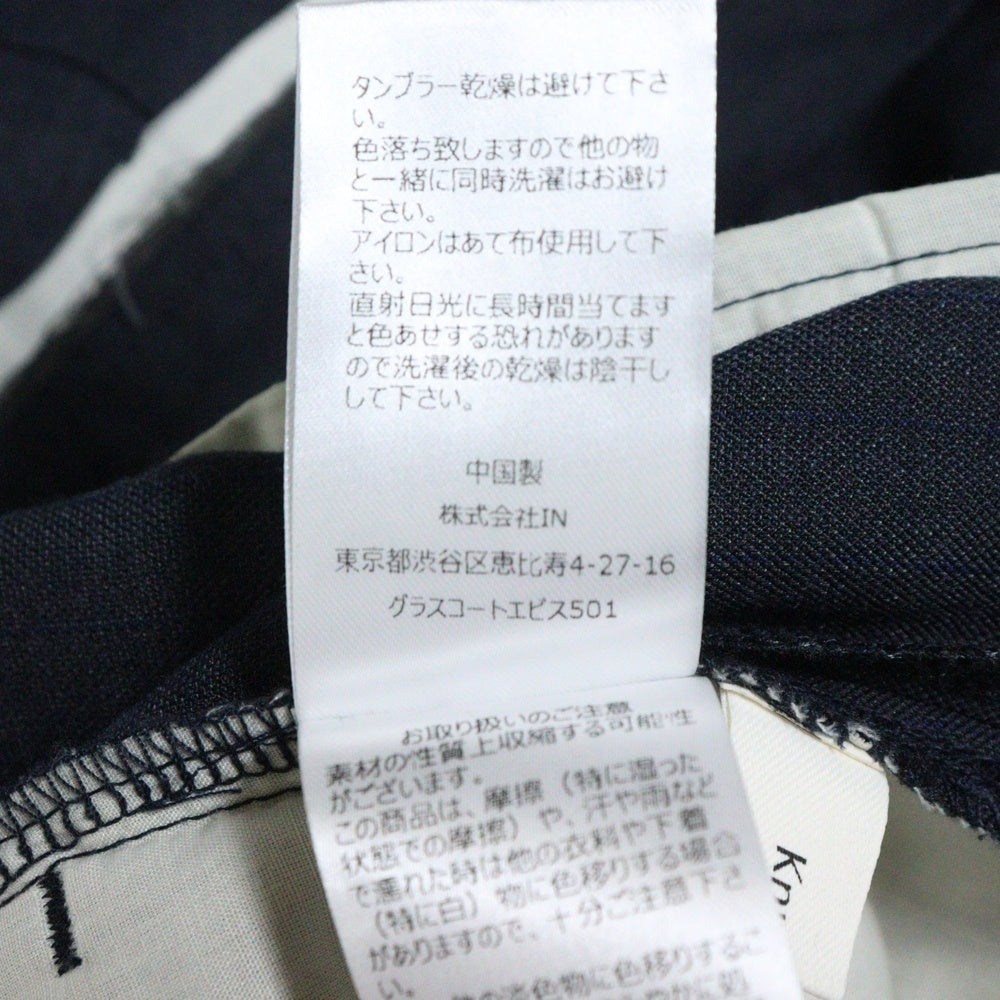 タンブラー乾燥は避けて下さ
い。
色落ち致しますので他の物
と一緒に同時洗濯はお避け
下さい。
アイロンはあて布使用して下
さい。
直射日光に長時間当てます
と色あせする恐れがあります
ので洗濯後の乾燥は陰干し
して下さい。
中国製
株式会社IN
東京都渋谷区恵比寿4-27-16
グラスコートエビス501
お取り扱いのご注意
素材の性質上収縮する可能性
がございます。
この商品は、摩擦（特に湿った
状態での摩擦）や、汗や雨など
で濡れた時は他の衣料や下着
（特に白）物に色移りする場合
がありますので、十分ご注意下さ
い。
淡色物に色移りするこ